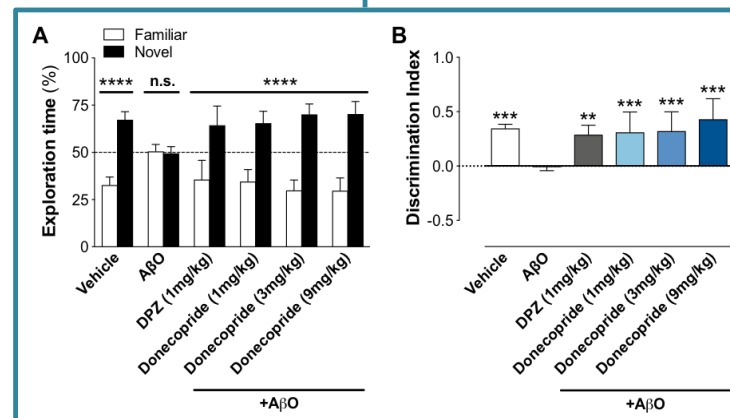 A
Familiar
Novel
Exploration time (%)
100
75
50
25
0
****
n.s.
****
Vehicle
AβO
DPZ (1mg/kg)
Donecopride (1mg/kg)
Donecopride (3mg/kg)
Donecopride (9mg/kg)
+AβO
B
Discrimination Index
1.0
0.5
0.0
-0.5
***
**
***
***
***
Vehicle
AβO
DPZ (1mg/kg)
Donecopride (1mg/kg)
Donecopride (3mg/kg)
Donecopride (9mg/kg)
+AβO